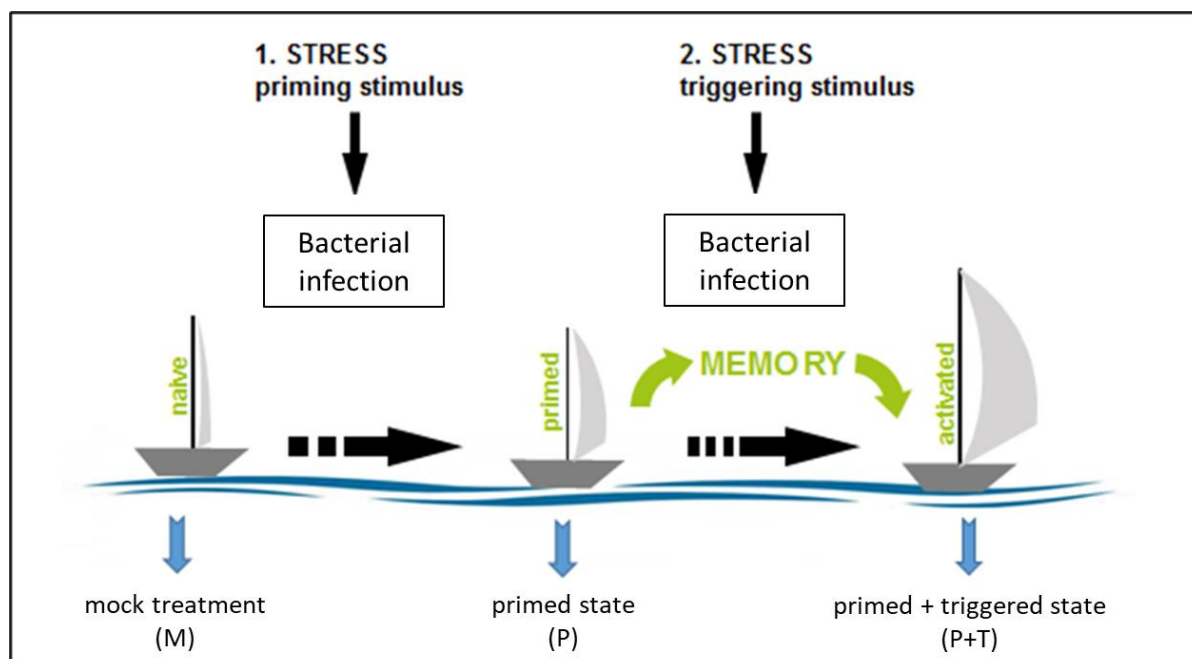 1. STRESS
priming stimulus
2. STRESS
triggering stimulus
Bacterial
infection
Bacterial
infection
naive
primed
MEMORY
activated
mock treatment
(M)
primed state
(P)
primed + triggered state
(P+T)